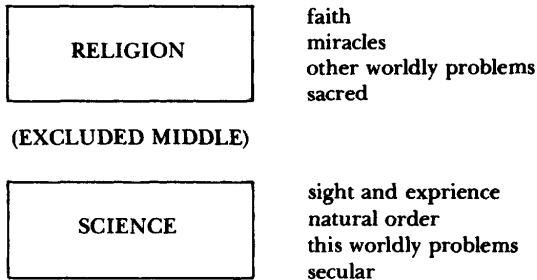 RELIGION
faith
miracles
other worldly problems
sacred
(EXCLUDED MIDDLE)
SCIENCE
sight and exprience
natural order
this worldly problems
secular